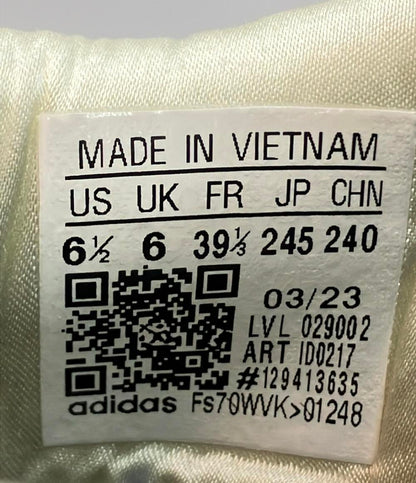 MADE IN VIETNAM
US UK FR JP CHN
6½ 6 39⅓ 245 240
03/23
LVL 029002
ART ID0217
#129413635
adidas Fs70WVK>01248